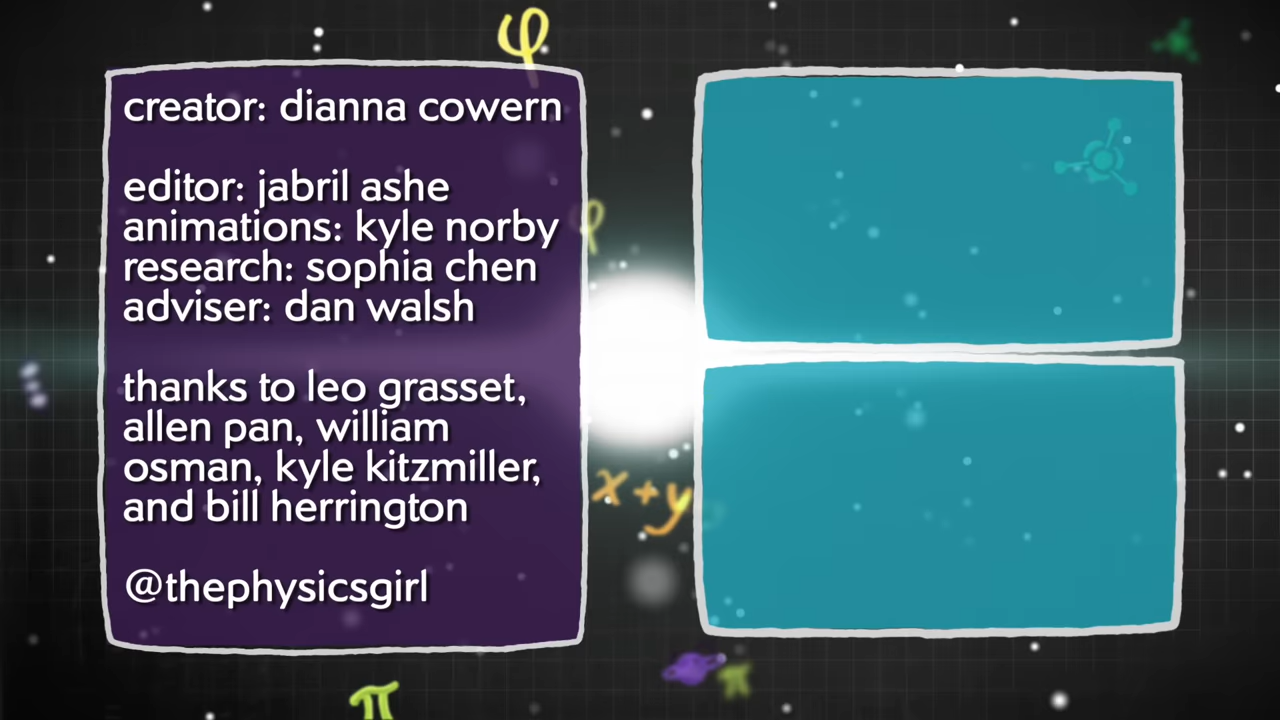 φ
creator: dianna cowern
editor: jabril ashe
animations: kyle norby
φ
research: sophia chen
adviser: dan walsh
thanks to leo grasset,
allen pan, william
osman, kyle kitzmiller,
and bill herrington
x+y
@thephysicsgirl
π
π